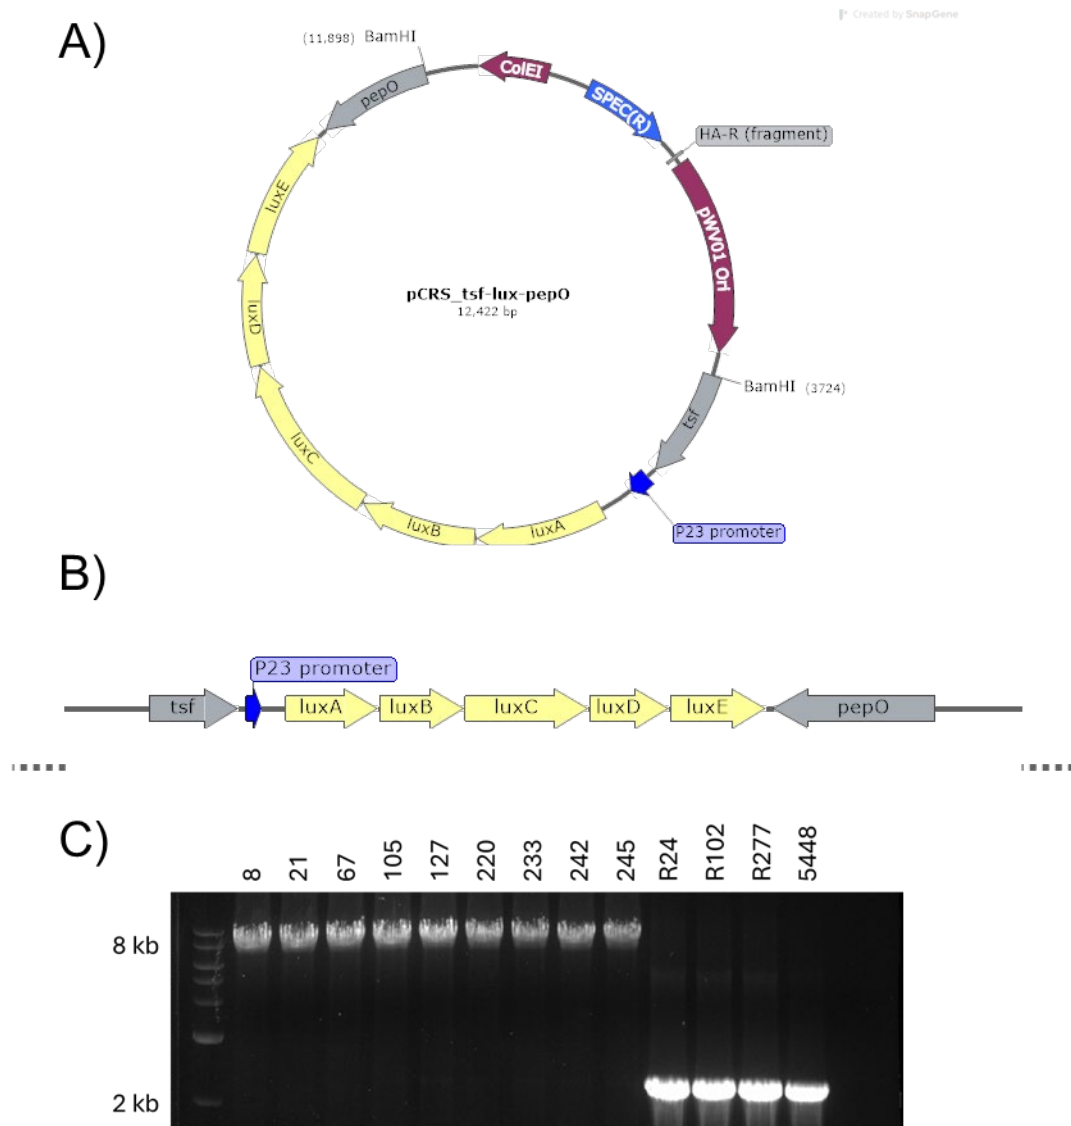 Created by SnapGene
A)
(11,898) BamHI
ColEI
pepO
SPEC(R)
HA-R (fragment)
luxE
pWV01 Ori
luxD
pCRS_tsf-lux-pepO
12,422 bp
BamHI (3724)
tsf
luxC
luxB
luxA
P23 promoter
B)
P23 promoter
tsf luxA luxB luxC luxD luxE pepO
C)
8 21 67 105 127 220 233 242 245 R24 R102 R277 5448
8 kb
2 kb